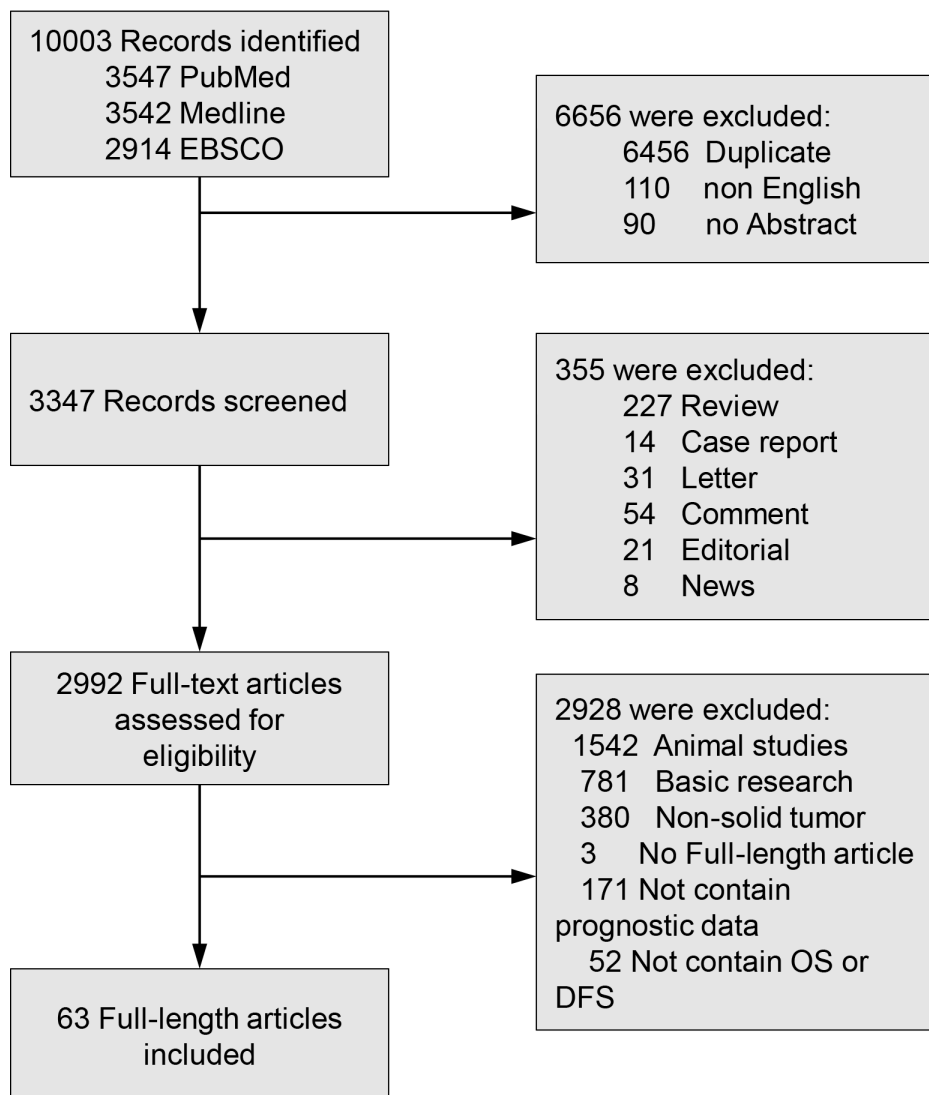 10003 Records identified
3547 PubMed
3542 Medline
2914 EBSCO
6656 were excluded:
6456 Duplicate
110 non English
90 no Abstract
3347 Records screened
355 were excluded:
227 Review
14 Case report
31 Letter
54 Comment
21 Editorial
8 News
2992 Full-text articles
assessed for
eligibility
2928 were excluded:
1542 Animal studies
781 Basic research
380 Non-solid tumor
3 No Full-length article
171 Not contain
prognostic data
52 Not contain OS or
DFS
63 Full-length articles
included